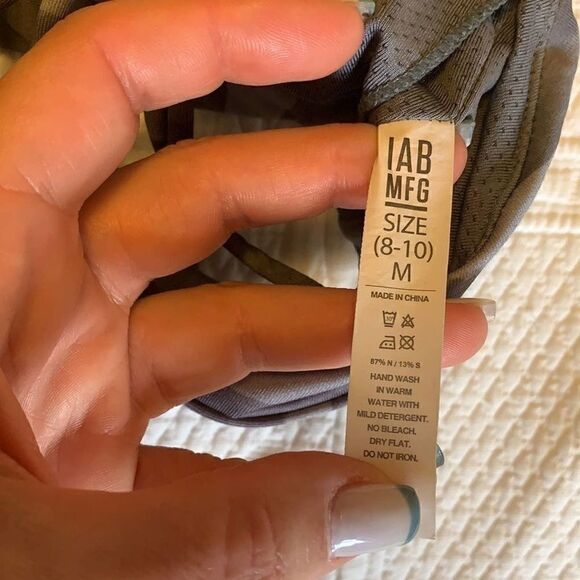 IAB
MFG
SIZE
(8-10)
M
MADE IN CHINA
30°
87% N / 13% S
HAND WASH
IN WARM
WATER WITH
MILD DETERGENT.
NO BLEACH.
DRY FLAT.
DO NOT IRON.